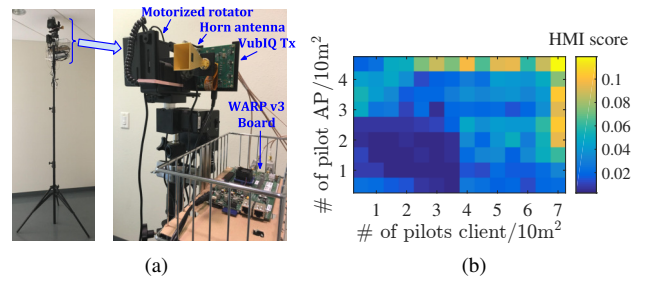 Motorized rotator
Horn antenna
VubIQ Tx
WARP v3
Board
HMI score
# of pilot AP/10m²
4
3
2
1
1 2 3 4 5 6 7
# of pilots client/10m²
0.1
0.08
0.06
0.04
0.02
(a)
(b)